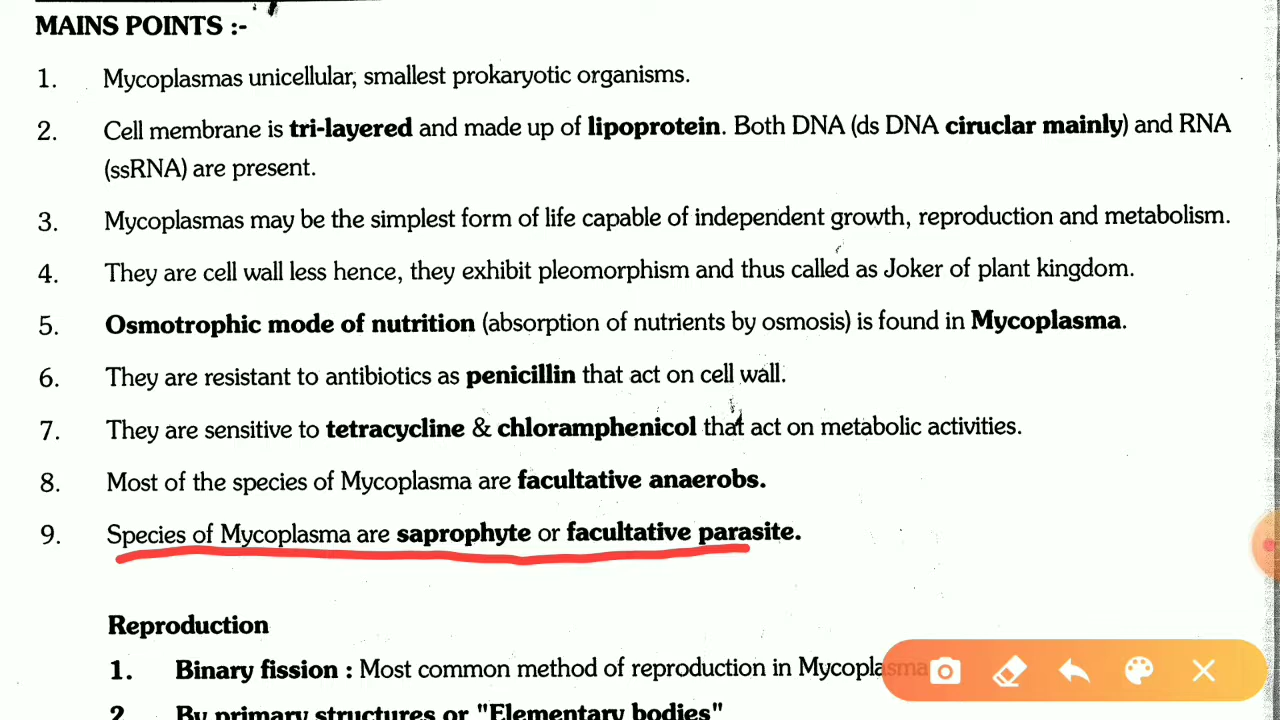 MAINS POINTS :-
1. Mycoplasmas unicellular, smallest prokaryotic organisms.
2. Cell membrane is tri-layered and made up of lipoprotein. Both DNA (ds DNA ciruclar mainly) and RNA
(ssRNA) are present.
3. Mycoplasmas may be the simplest form of life capable of independent growth, reproduction and metabolism.
4. They are cell wall less hence, they exhibit pleomorphism and thus called as Joker of plant kingdom.
5. Osmotrophic mode of nutrition (absorption of nutrients by osmosis) is found in Mycoplasma.
6. They are resistant to antibiotics as penicillin that act on cell wall.
7. They are sensitive to tetracycline & chloramphenicol that act on metabolic activities.
8. Most of the species of Mycoplasma are facultative anaerobs.
9. Species of Mycoplasma are saprophyte or facultative parasite.
Reproduction
1. Binary fission : Most common method of reproduction in Mycoplasma
2. By primary structures or "Elementary bodies"